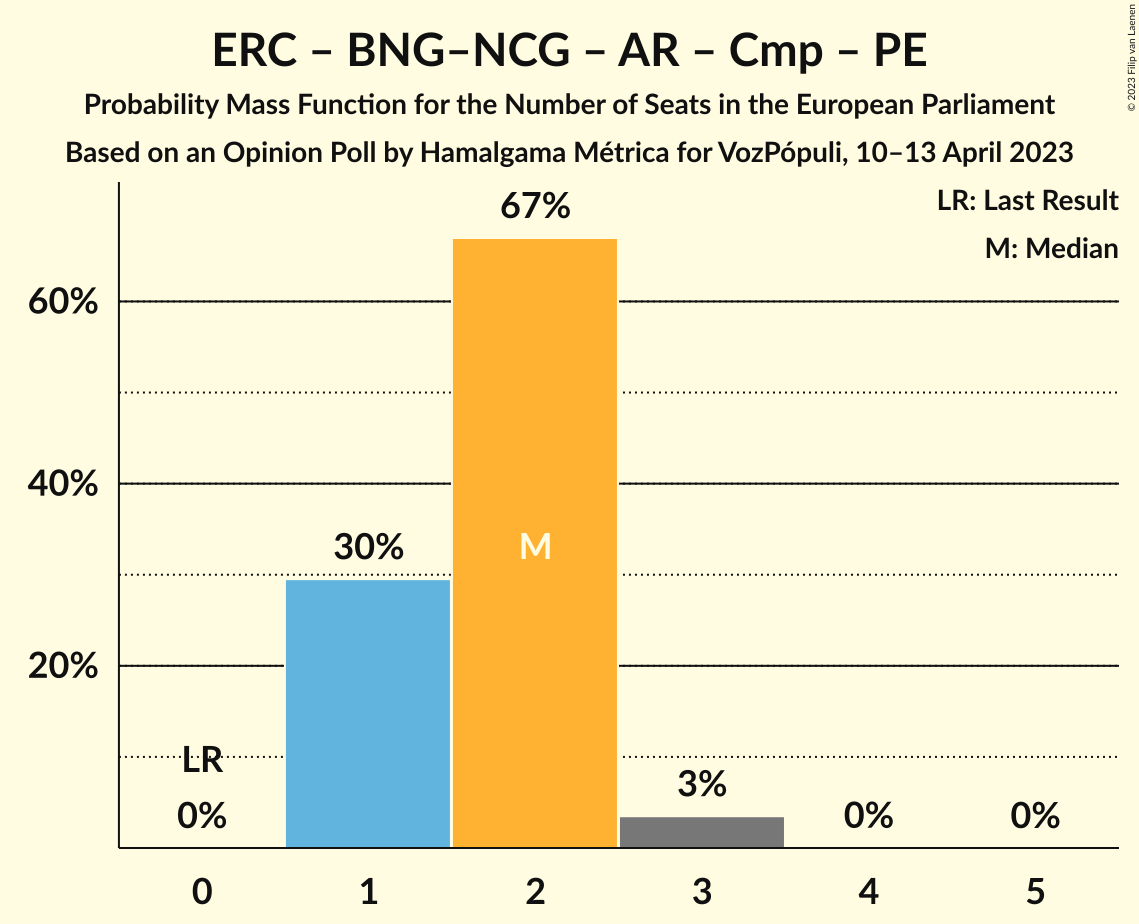 ERC – BNG–NCG – AR – Cmp – PE
Probability Mass Function for the Number of Seats in the European Parliament
Based on an Opinion Poll by Hamalgama Métrica for VozPópuli, 10–13 April 2023
© 2023 Filip van Laenen
LR: Last Result
M: Median
67%
60%
40%
30%
M
20%
LR
0%
3%
0%
0%
0
1
2
3
4
5